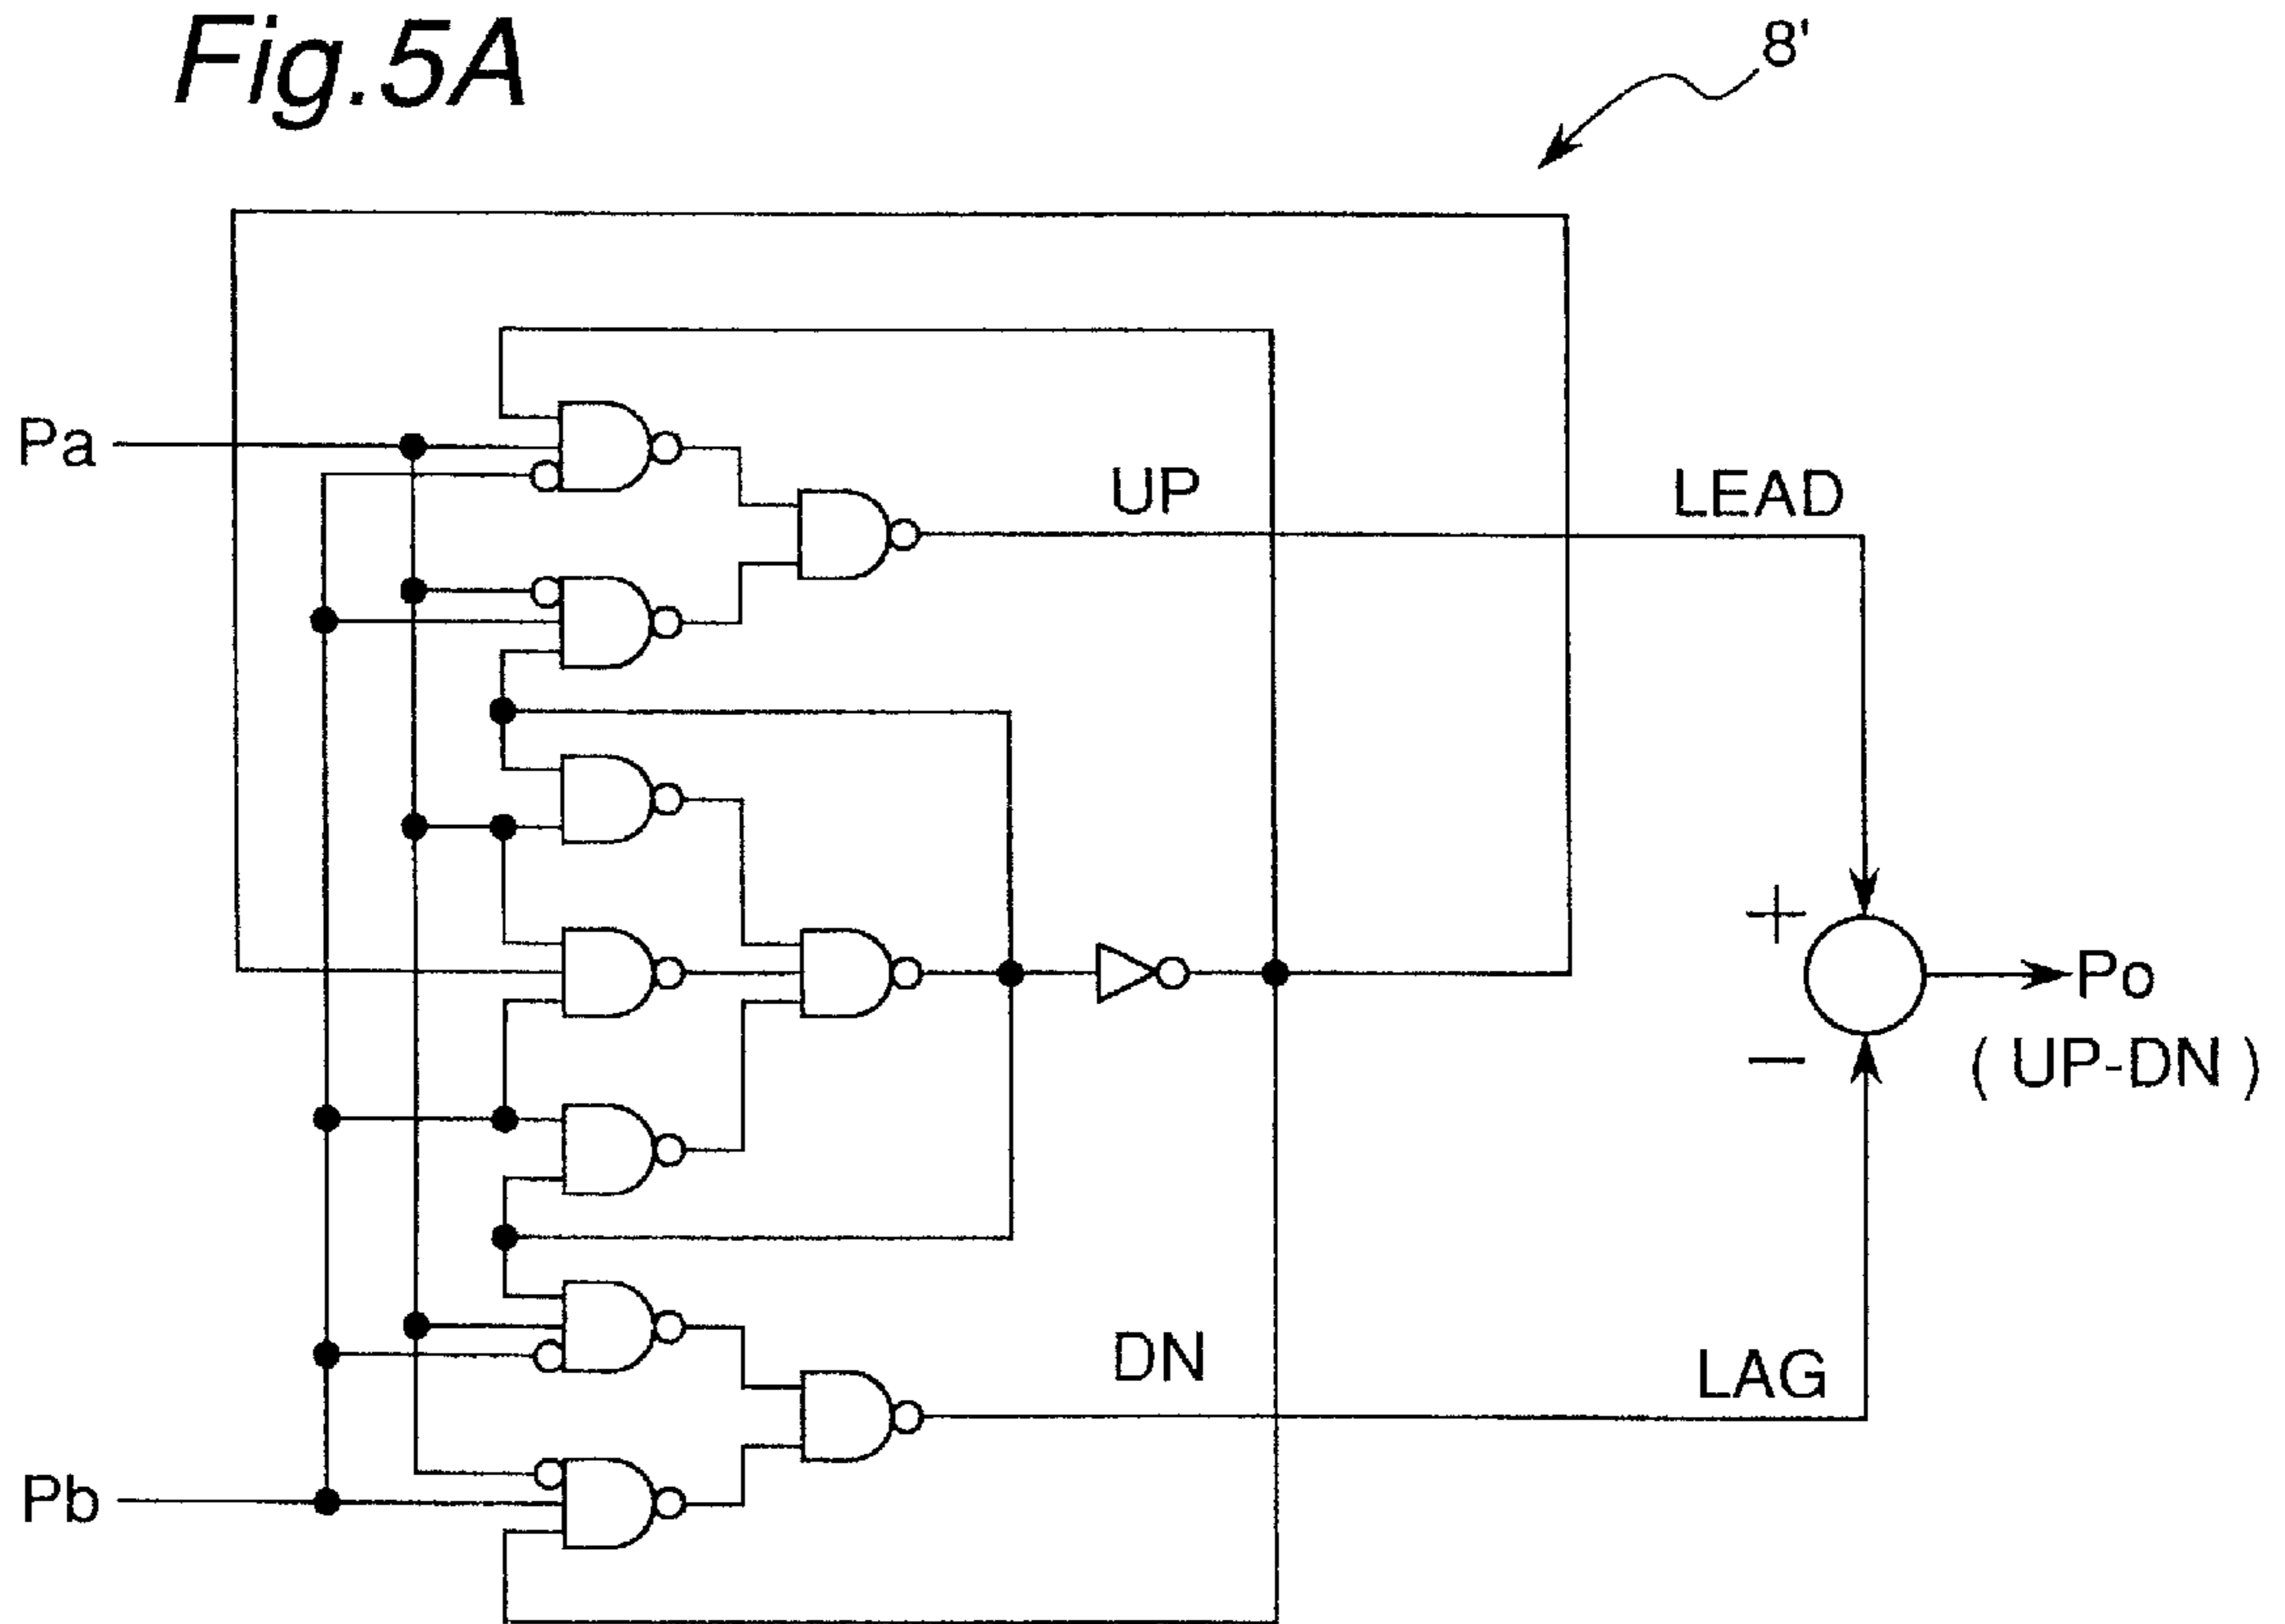 Fig.5A
8'
Pa
UP
LEAD
+
Po
−
( UP-DN )
DN
LAG
Pb